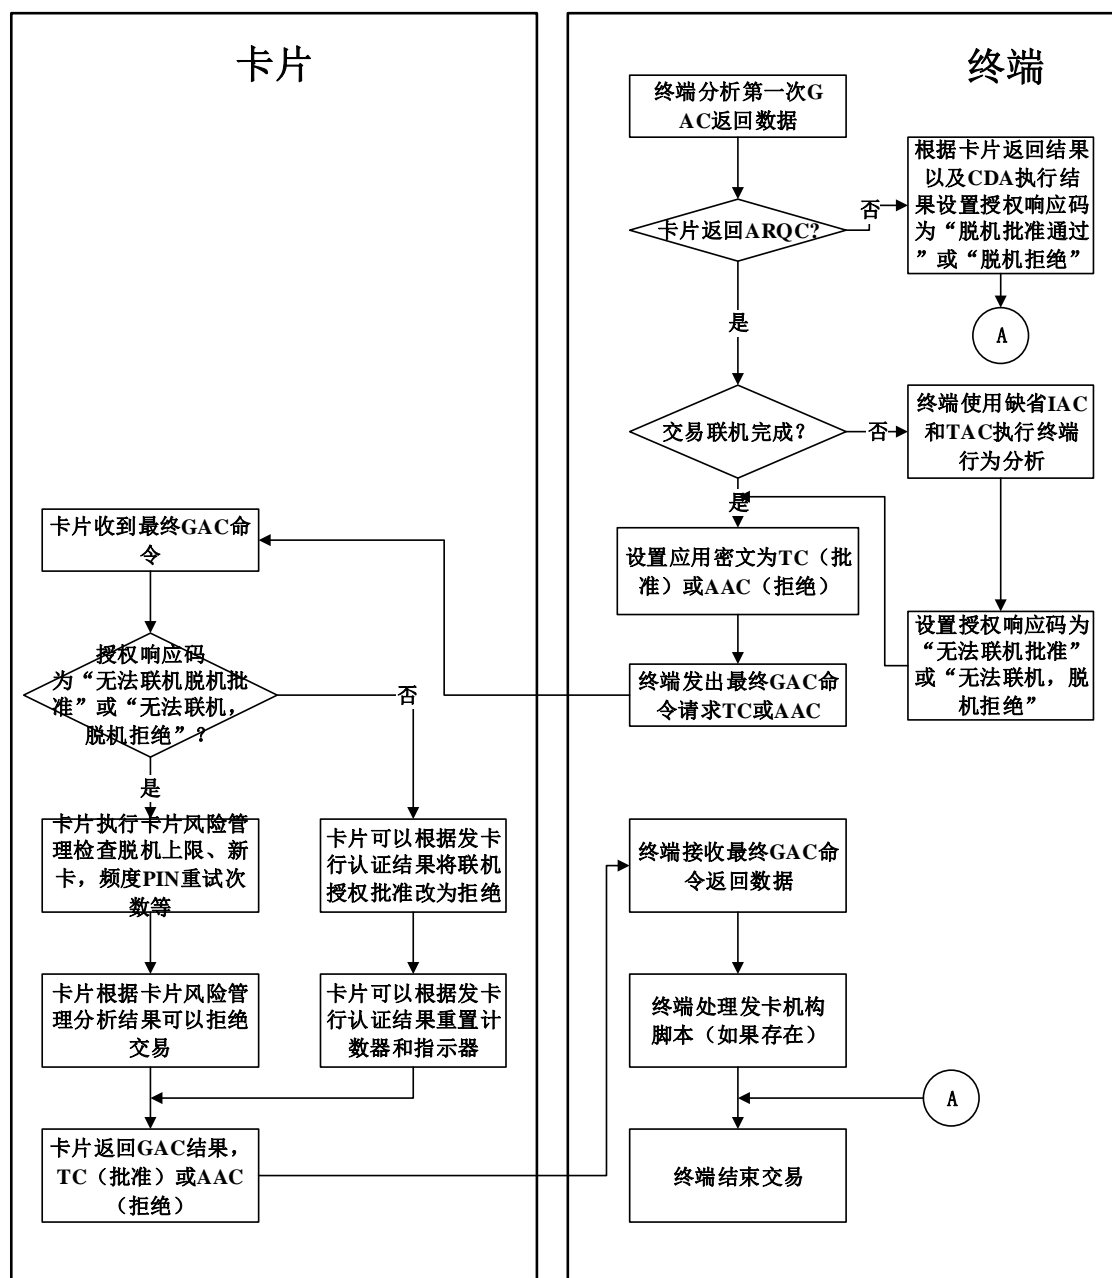 卡片
终端
终端分析第一次G
AC返回数据
卡片返回ARQC?
否
根据卡片返回结果
以及CDA执行结
果设置授权响应码
为“脱机批准通过
”或“脱机拒绝”
A
是
交易联机完成?
否
终端使用缺省IAC
和TAC执行终端
行为分析
是
设置应用密文为TC（批
准）或AAC（拒绝）
设置授权响应码为
“无法联机批准”
或“无法联机，脱
机拒绝”
终端发出最终GAC命
令请求TC或AAC
卡片收到最终GAC命
令
授权响应码
为“无法联机脱机批
准”或“无法联机，
脱机拒绝”？
否
是
卡片执行卡片风险管
理检查脱机上限、新
卡，频度PIN重试次
数等
卡片可以根据发卡
行认证结果将联机
授权批准改为拒绝
卡片根据卡片风险管
理分析结果可以拒绝
交易
卡片可以根据发卡
行认证结果重置计
数器和指示器
卡片返回GAC结果，
TC（批准）或AAC
（拒绝）
终端接收最终GAC命
令返回数据
终端处理发卡机构
脚本（如果存在）
A
终端结束交易